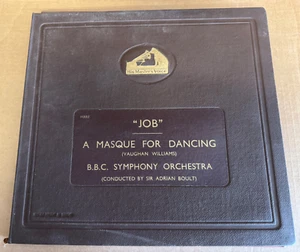 "JOB"
A MASQUE FOR DANCING
(VAUGHAN WILLIAMS)
B.B.C. SYMPHONY ORCHESTRA
(CONDUCTED BY SIR ADRIAN BOULT)